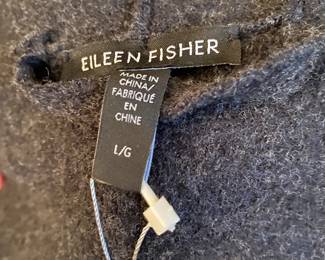 EILEEN FISHER
MADE IN
CHINA/
FABRIQUÉ
EN
CHINE
L/G